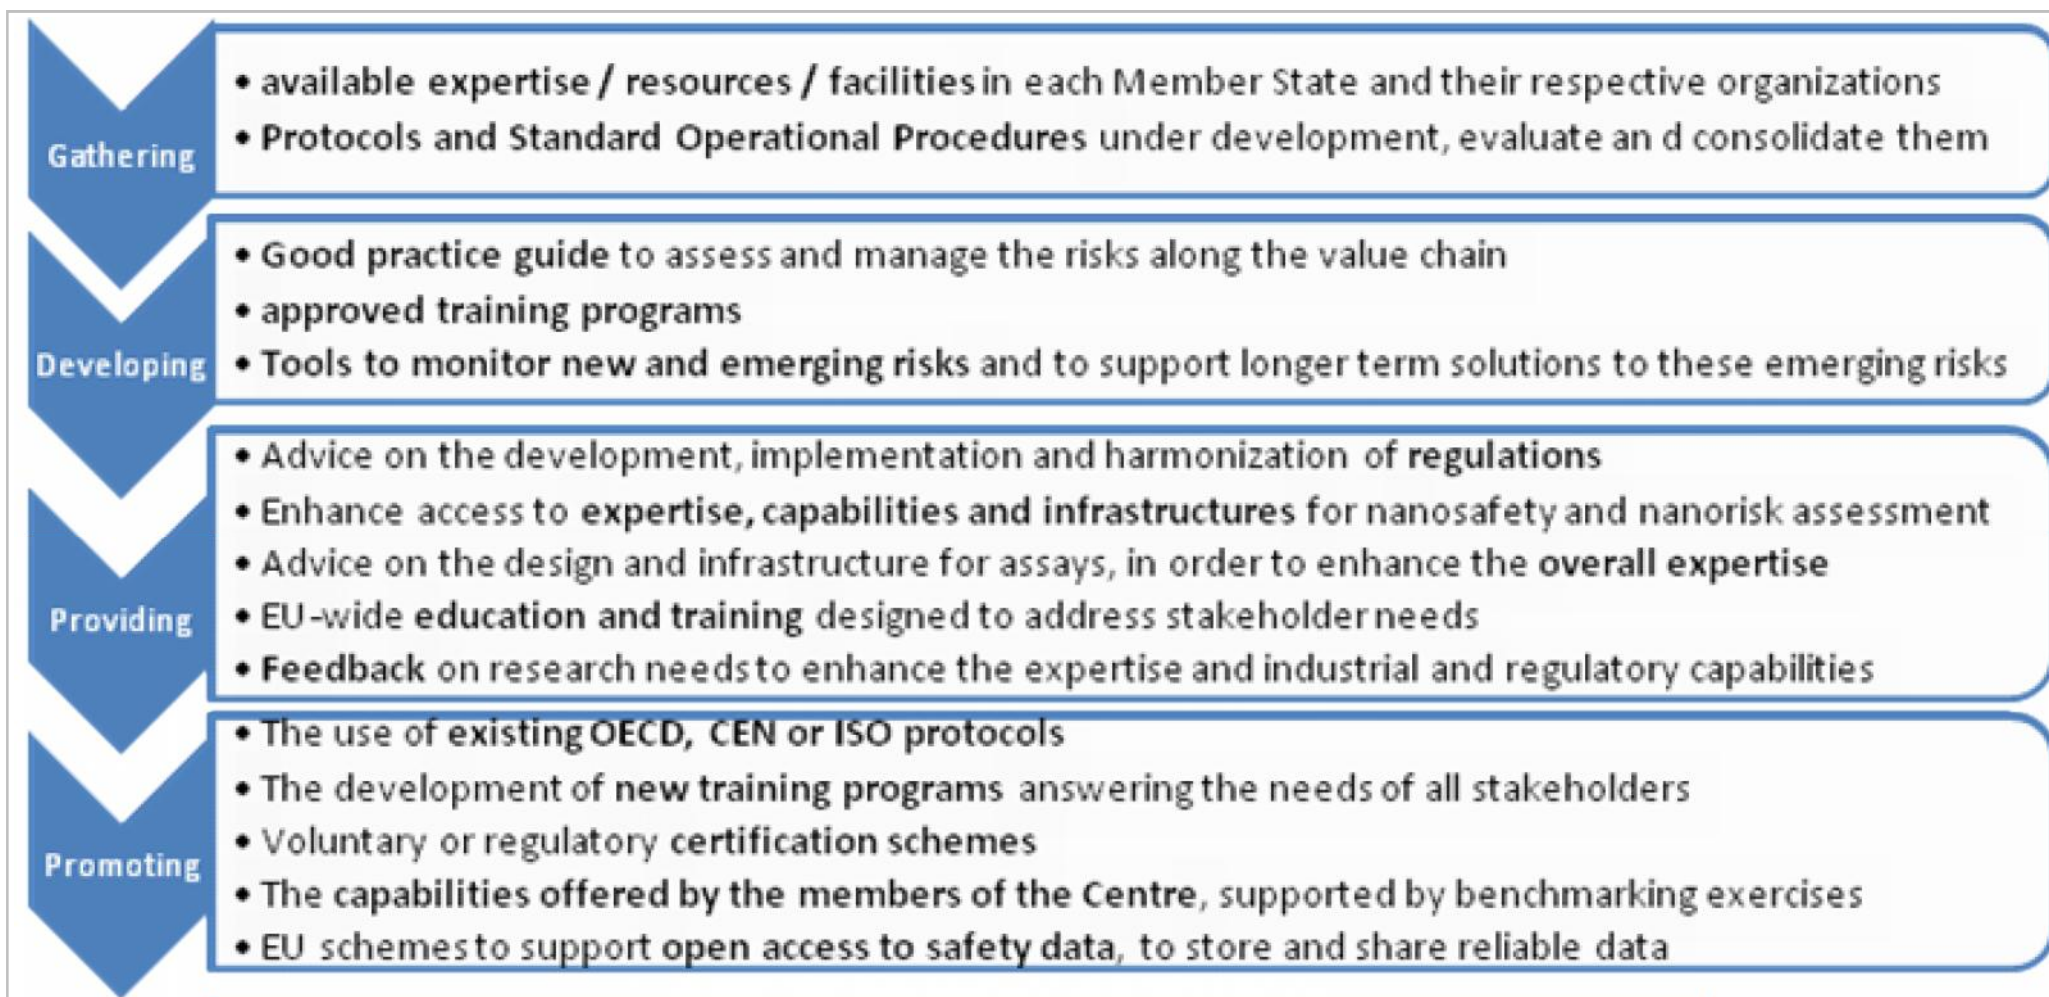 Gathering
• available expertise / resources / facilities in each Member State and their respective organizations
• Protocols and Standard Operational Procedures under development, evaluate an d consolidate them
Developing
• Good practice guide to assess and manage the risks along the value chain
• approved training programs
• Tools to monitor new and emerging risks and to support longer term solutions to these emerging risks
Providing
• Advice on the development, implementation and harmonization of regulations
• Enhance access to expertise, capabilities and infrastructures for nanosafety and nanorisk assessment
• Advice on the design and infrastructure for assays, in order to enhance the overall expertise
• EU-wide education and training designed to address stakeholder needs
• Feedback on research needs to enhance the expertise and industrial and regulatory capabilities
Promoting
• The use of existing OECD, CEN or ISO protocols
• The development of new training programs answering the needs of all stakeholders
• Voluntary or regulatory certification schemes
• The capabilities offered by the members of the Centre, supported by benchmarking exercises
• EU schemes to support open access to safety data, to store and share reliable data